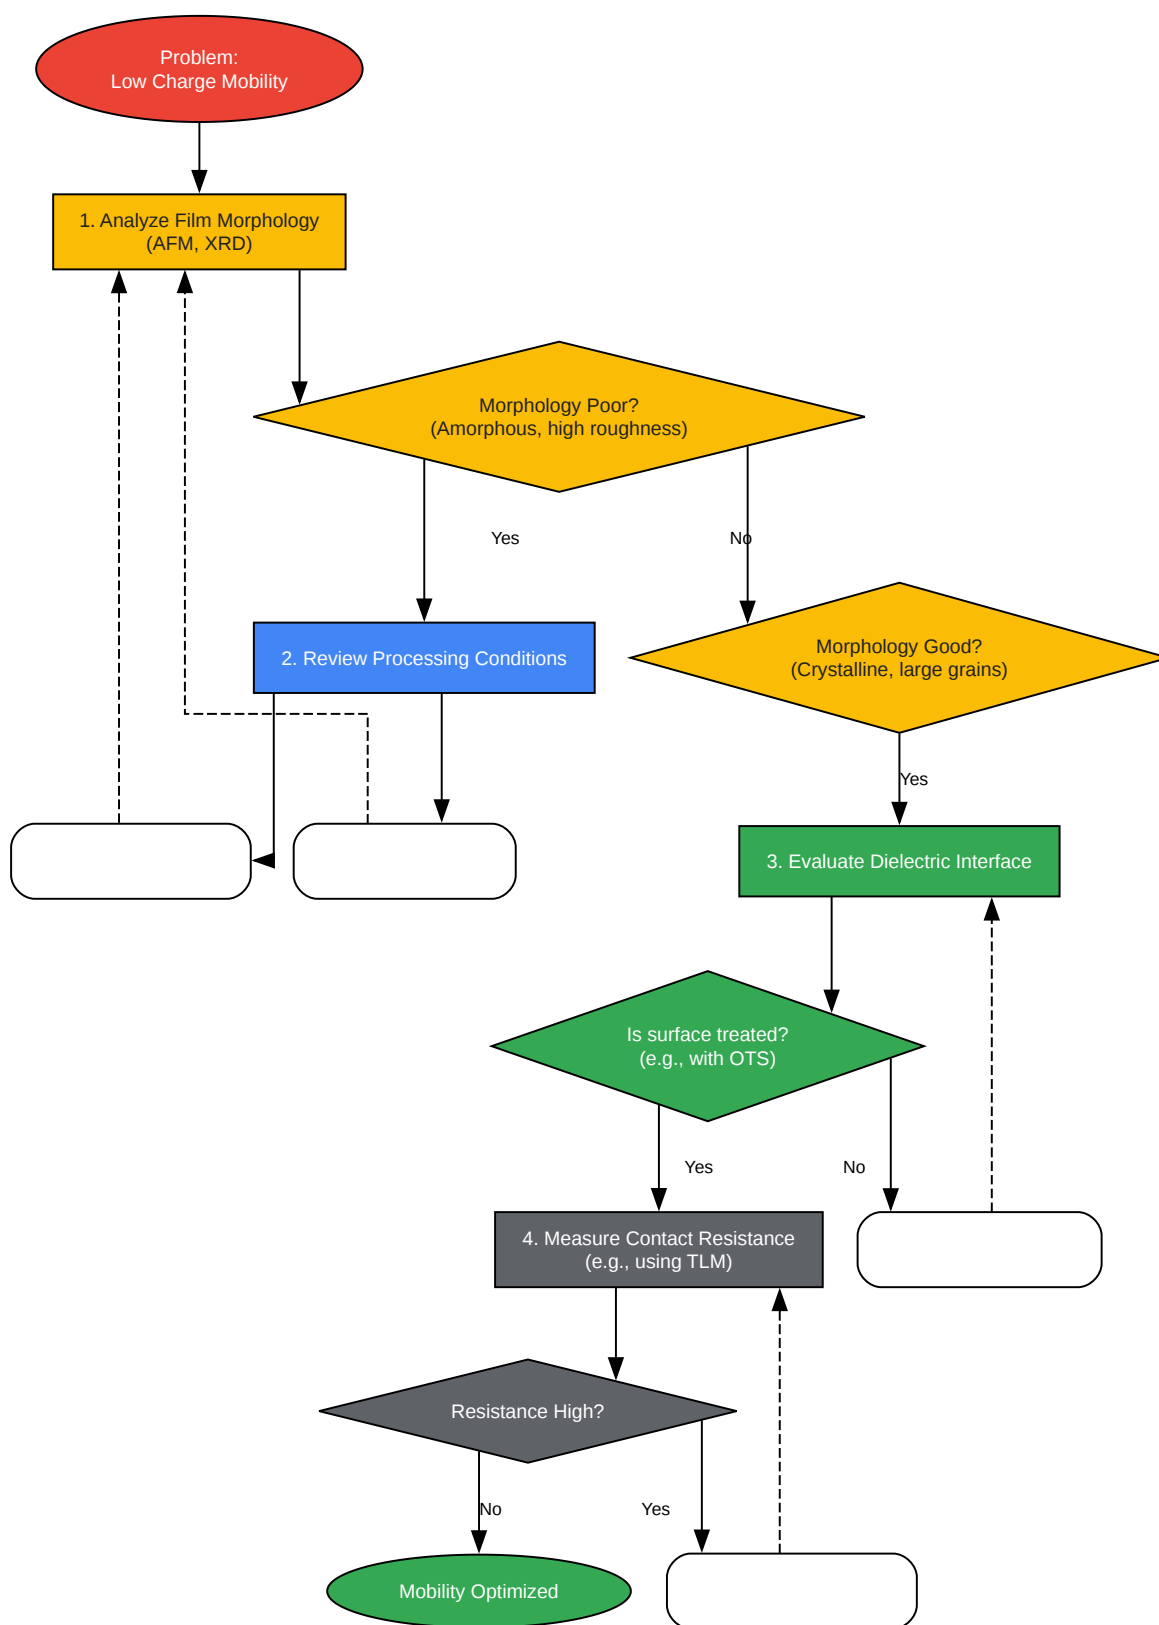 Problem:
Low Charge Mobility
1. Analyze Film Morphology
(AFM, XRD)
Morphology Poor?
(Amorphous, high roughness)
Yes
No
2. Review Processing Conditions
Morphology Good?
(Crystalline, large grains)
Yes
3. Evaluate Dielectric Interface
Is surface treated?
(e.g., with OTS)
Yes
No
4. Measure Contact Resistance
(e.g., using TLM)
Resistance High?
No
Yes
Mobility Optimized